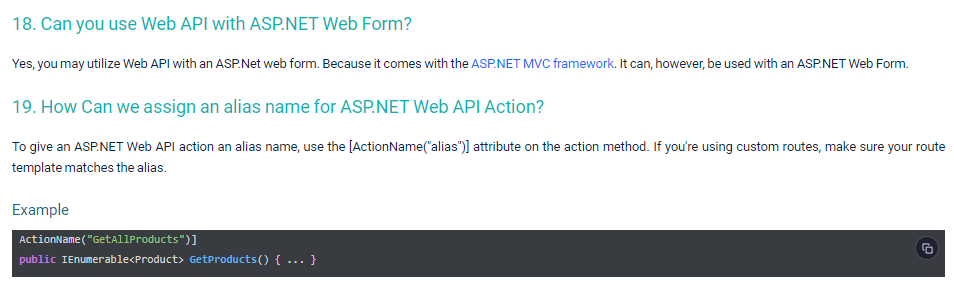 18. Can you use Web API with ASP.NET Web Form?
Yes, you may utilize Web API with an ASP.Net web form. Because it comes with the ASP.NET MVC framework. It can, however, be used with an ASP.NET Web Form.
19. How Can we assign an alias name for ASP.NET Web API Action?
To give an ASP.NET Web API action an alias name, use the [ActionName("alias")] attribute on the action method. If you're using custom routes, make sure your route
template matches the alias.
Example
ActionName("GetAllProducts")]
public IEnumerable<Product> GetProducts() { ... }